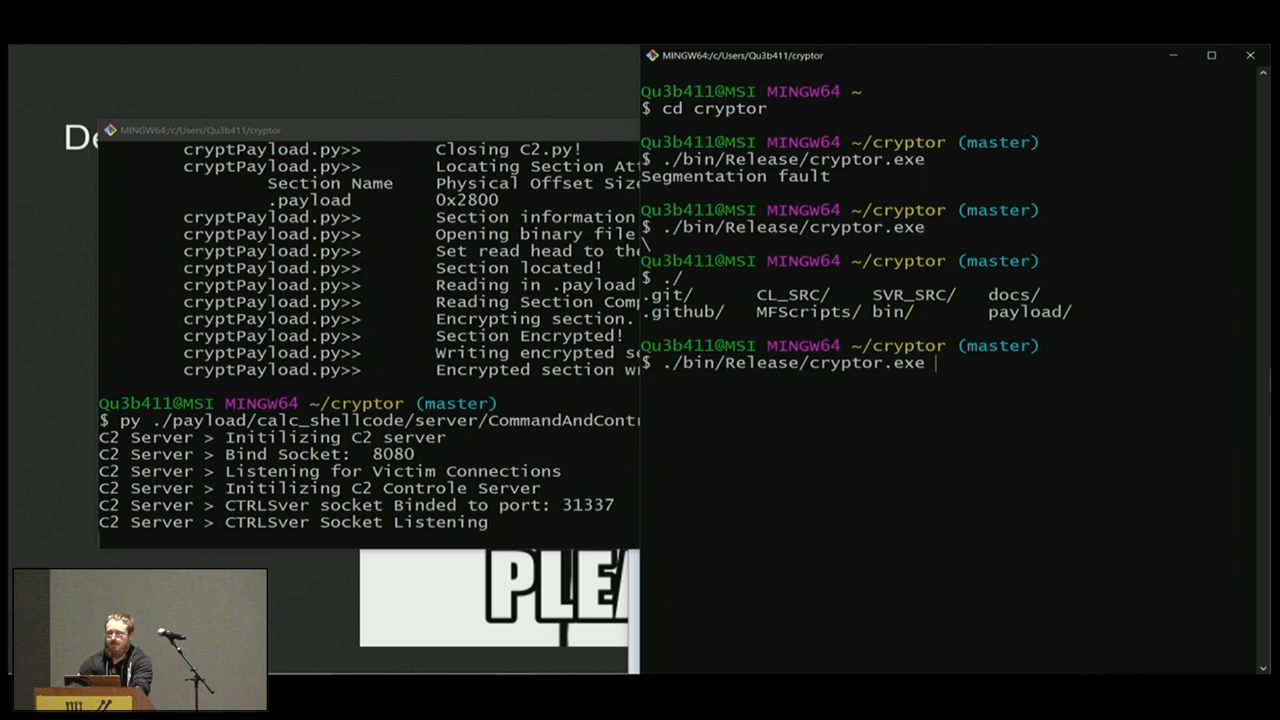 De
MINGW64:/c/Users/Qu3b411/cryptor
cryptPayload.py>> Closing C2.py!
cryptPayload.py>> Locating Section Att
Section Name Physical Offset Size
.payload 0x2800
cryptPayload.py>> Section information
cryptPayload.py>> Opening binary file
cryptPayload.py>> Set read head to the
cryptPayload.py>> Section located!
cryptPayload.py>> Reading in .payload
cryptPayload.py>> Reading Section Comp
cryptPayload.py>> Encrypting section..
cryptPayload.py>> Section Encrypted!
cryptPayload.py>> Writing encrypted se
cryptPayload.py>> Encrypted section wr
Qu3b411@MSI MINGW64 ~/cryptor (master)
$ py ./payload/calc_shellcode/server/CommandAndContr
C2 Server > Initilizing C2 server
C2 Server > Bind Socket: 8080
C2 Server > Listening for Victim Connections
C2 Server > Initilizing C2 Controle Server
C2 Server > CTRLSver socket Binded to port: 31337
C2 Server > CTRLSver Socket Listening
PLEA
MINGW64:/c/Users/Qu3b411/cryptor
Qu3b411@MSI MINGW64 ~
$ cd cryptor
Qu3b411@MSI MINGW64 ~/cryptor (master)
$ ./bin/Release/cryptor.exe
Segmentation fault
Qu3b411@MSI MINGW64 ~/cryptor (master)
$ ./bin/Release/cryptor.exe
\
Qu3b411@MSI MINGW64 ~/cryptor (master)
$ ./
.git/ CL_SRC/ SVR_SRC/ docs/
.github/ MFScripts/ bin/ payload/
Qu3b411@MSI MINGW64 ~/cryptor (master)
$ ./bin/Release/cryptor.exe